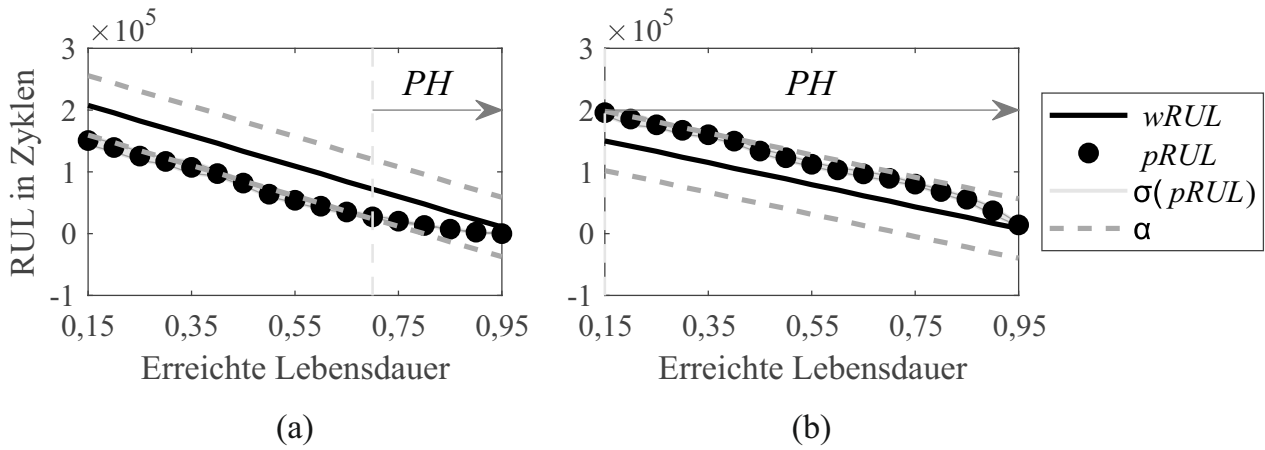 ×10⁵
3
2
1
0
-1
RUL in Zyklen
PH
0,15 0,35 0,55 0,75 0,95
Erreichte Lebensdauer
(a)
×10⁵
3
2
1
0
-1
PH
0,15 0,35 0,55 0,75 0,95
Erreichte Lebensdauer
(b)
wRUL
pRUL
σ(pRUL)
α